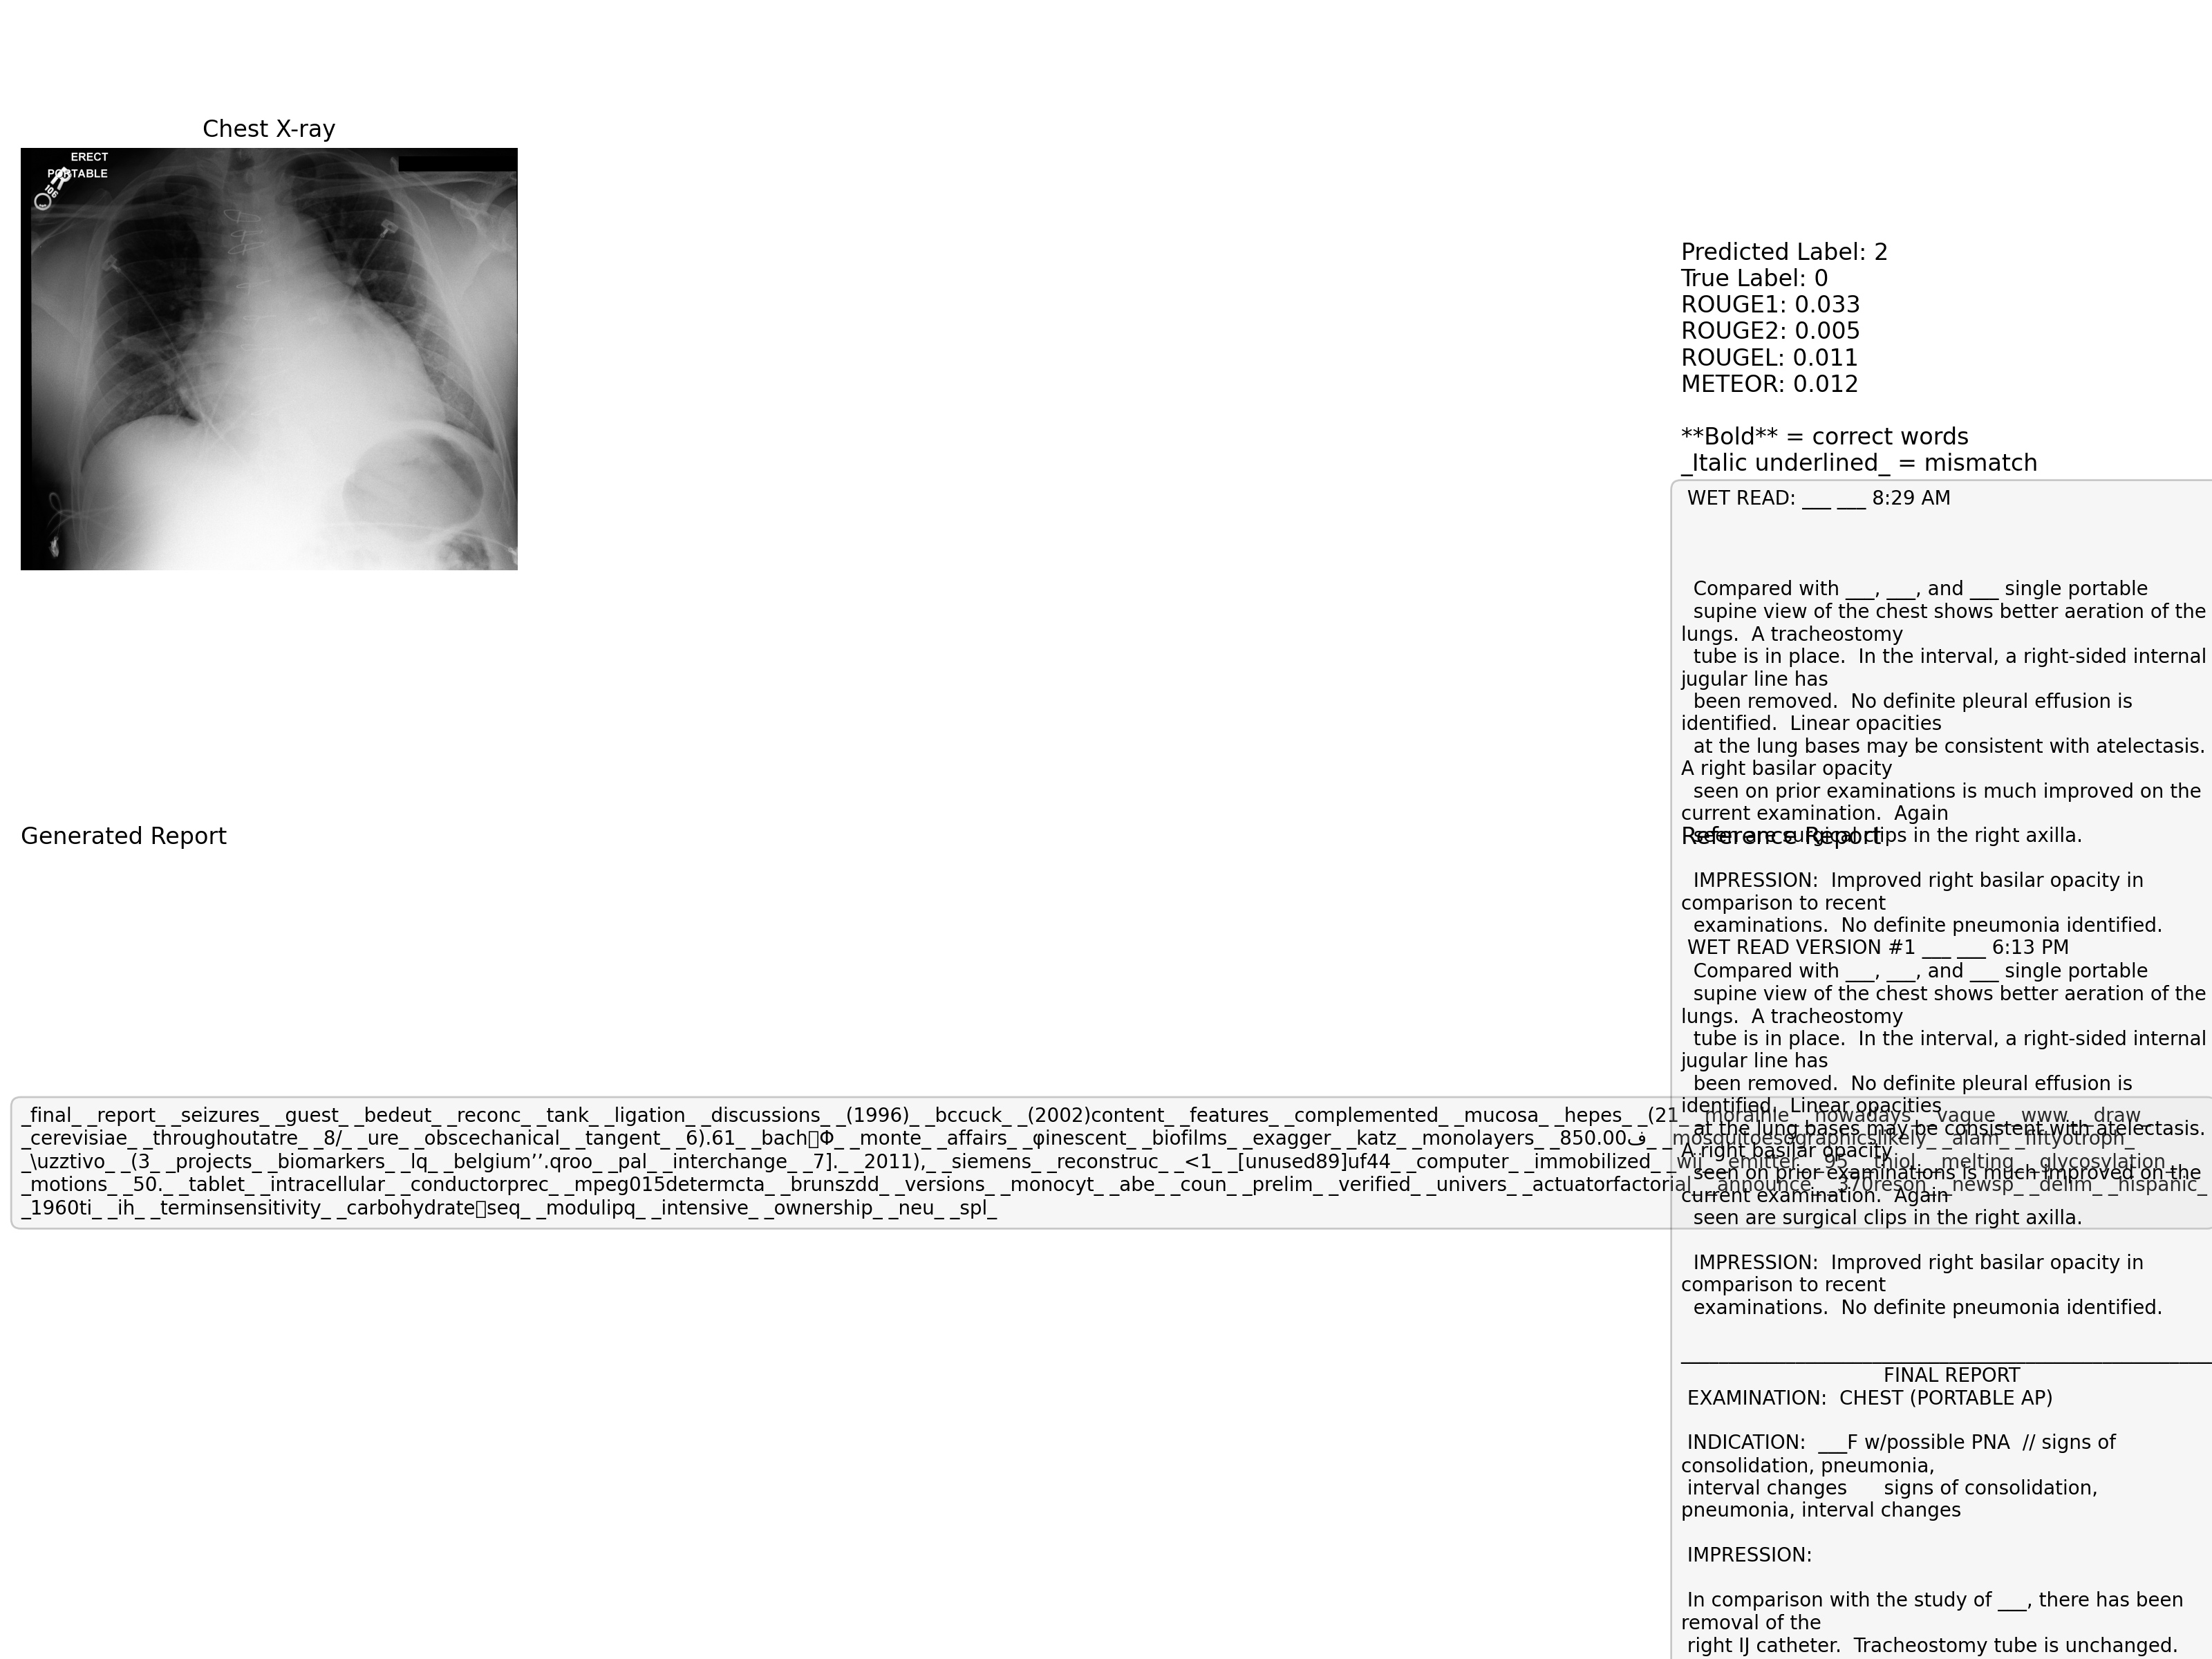 Chest X-ray
ERECT
PORTABLE
R
Predicted Label: 2
True Label: 0
ROUGE1: 0.033
ROUGE2: 0.005
ROUGEL: 0.011
METEOR: 0.012
**Bold** = correct words
_Italic underlined_ = mismatch
WET READ: ___ ___ 8:29 AM
Compared with ___, ___, and ___ single portable
supine view of the chest shows better aeration of the
lungs.  A tracheostomy
tube is in place.  In the interval, a right-sided internal
jugular line has
been removed.  No definite pleural effusion is
identified.  Linear opacities
at the lung bases may be consistent with atelectasis.
A right basilar opacity
seen on prior examinations is much improved on the
current examination.  Again
seen are surgical clips in the right axilla.
Generated Report
Reference Report
IMPRESSION:  Improved right basilar opacity in
comparison to recent
examinations.  No definite pneumonia identified.
WET READ VERSION #1 ___ ___ 6:13 PM
Compared with ___, ___, and ___ single portable
supine view of the chest shows better aeration of the
lungs.  A tracheostomy
tube is in place.  In the interval, a right-sided internal
jugular line has
been removed.  No definite pleural effusion is
identified.  Linear opacities
at the lung bases may be consistent with atelectasis.
A right basilar opacity
seen on prior examinations is much improved on the
current examination.  Again
seen are surgical clips in the right axilla.
IMPRESSION:  Improved right basilar opacity in
comparison to recent
examinations.  No definite pneumonia identified.
FINAL REPORT
EXAMINATION:  CHEST (PORTABLE AP)
INDICATION:  ___F w/possible PNA  // signs of
consolidation, pneumonia,
interval changes      signs of consolidation,
pneumonia, interval changes
IMPRESSION:
In comparison with the study of ___, there has been
removal of the
right IJ catheter.  Tracheostomy tube is unchanged.
_final_ _report_ _seizures_ _guest_ _bedeut_ _reconc_ _tank_ _ligation_ _discussions_ _(1996)_ _bccuck_ _(2002)content_ _features_ _complemented_ _mucosa_ _hepes_ _(21_ _nowadays_ _vague_ _www_ _draw_
_cerevisiae_ _throughoutatre_ _8/_ _ure_ _obscechanical_ _tangent_ _6).61_ _bach Φ_ _monte_ _affairs_ _φinescent_ _biofilms_ _exagger_ _katz_ _monolayers_ _850.00ف_ _alam_ _fiftyotroph_
_\uzztivo_ _(3_ _projects_ _biomarkers_ _lq_ _belgium’’.qroo_ _pal_ _interchange_ _7]._ _2011),_ _siemens_ _reconstruc_ _<1_ _[unused89]uf44_ _computer_ _immobilized_ _wij_ _emitter_ _95_ _thiol_ _melting_ _glycosylation_
_motions_ _50._ _tablet_ _intracellular_ _conductorprec_ _mpeg015determcta_ _brunszdd_ _versions_ _monocyt_ _abe_ _coun_ _prelim_ _verified_ _univers_ _actuatorfactorial_ _announce_ _370reson_ _newsp_ _delim_ _hispanic_
_1960ti_ _ih_ _terminsensitivity_ _carbohydrate seq_ _modulipq_ _intensive_ _ownership_ _neu_ _spl_